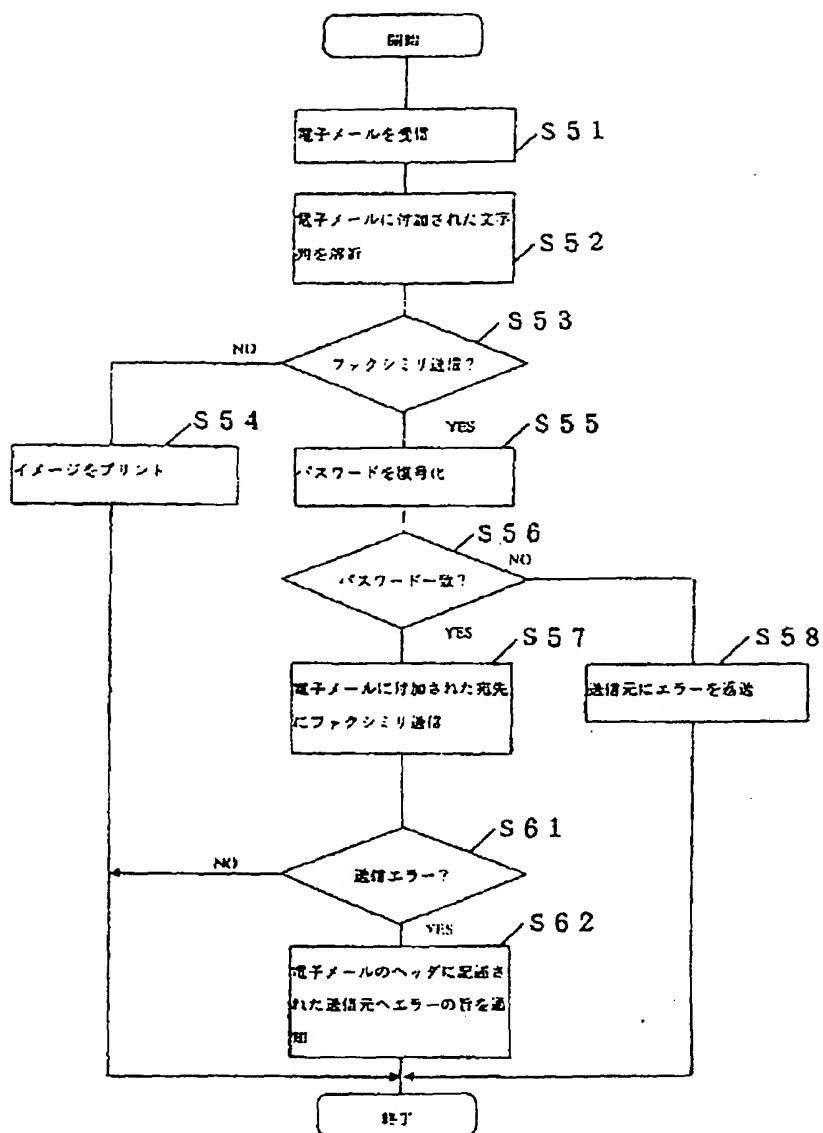 開始
電子メールを受信
S51
電子メールに付加された文字
列を解析
S52
S53
NO
ファクシミリ送信?
YES
S54
S55
イメージをプリント
パスワードを復号化
S56
NO
パスワード一致?
YES
S57
S58
電子メールに付加された宛先
にファクシミリ送信
送信元にエラーを返送
S61
NO
送信エラー?
YES
S62
電子メールのヘッダに記述さ
れた送信元へエラーの旨を通
知
終了